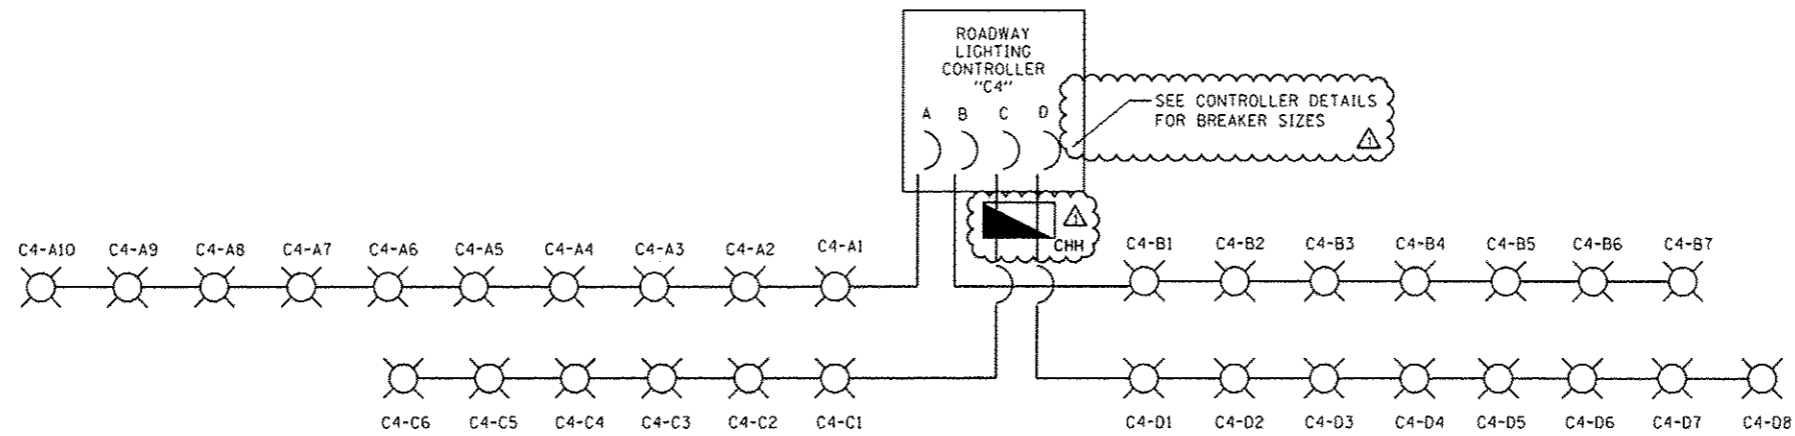 ROADWAY
LIGHTING
CONTROLLER
"C4"
A B C D
SEE CONTROLLER DETAILS
FOR BREAKER SIZES
1
1
CHH
C4-A10 C4-A9 C4-A8 C4-A7 C4-A6 C4-A5 C4-A4 C4-A3 C4-A2 C4-A1
C4-B1 C4-B2 C4-B3 C4-B4 C4-B5 C4-B6 C4-B7
C4-C6 C4-C5 C4-C4 C4-C3 C4-C2 C4-C1
C4-D1 C4-D2 C4-D3 C4-D4 C4-D5 C4-D6 C4-D7 C4-D8